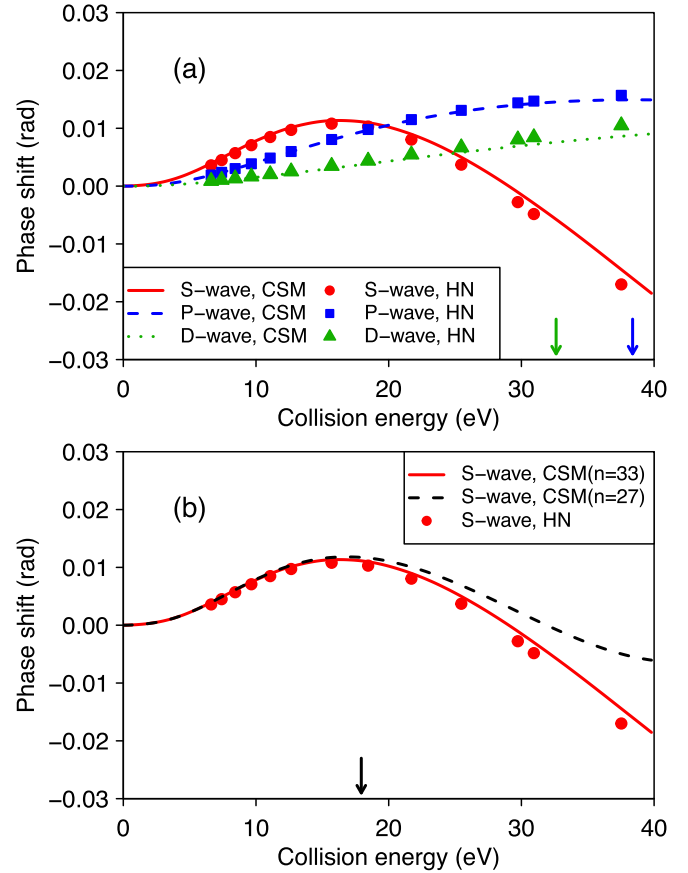 0.03
0.02
0.01
0.00
−0.01
−0.02
−0.03
Phase shift (rad)
(a)
S−wave, CSM
S−wave, HN
P−wave, CSM
P−wave, HN
D−wave, CSM
D−wave, HN
0
10
20
30
40
Collision energy (eV)
0.03
0.02
0.01
0.00
−0.01
−0.02
−0.03
Phase shift (rad)
(b)
S−wave, CSM(n=33)
S−wave, CSM(n=27)
S−wave, HN
0
10
20
30
40
Collision energy (eV)